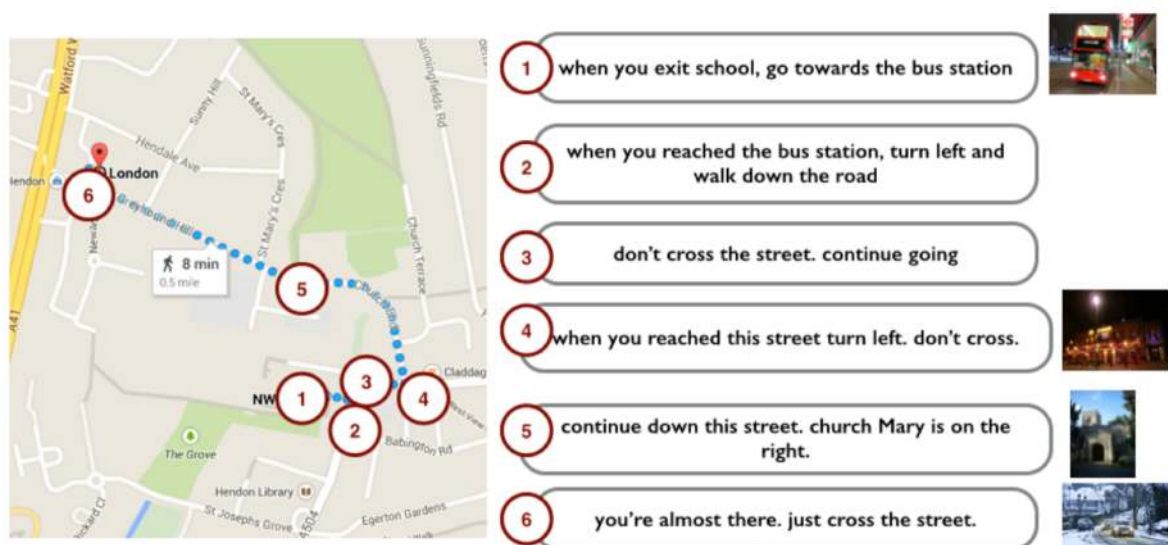 Watford W
Sunny Hill
St Mary's Cres
Sunningfields Rd
Hendale Ave
London
Hendon
6
Greyhound Hill
St Mary's Cres
Church Terrace
8 min
0.5 mile
5
A41
Claddag
NW
1
3
4
2
Babington Rd
The Grove
Hendon Library
St Josephs Grove
A504
Egerton Gardens
1
when you exit school, go towards the bus station
2
when you reached the bus station, turn left and
walk down the road
3
don't cross the street. continue going
4
when you reached this street turn left. don't cross.
5
continue down this street. church Mary is on the
right.
6
you're almost there. just cross the street.